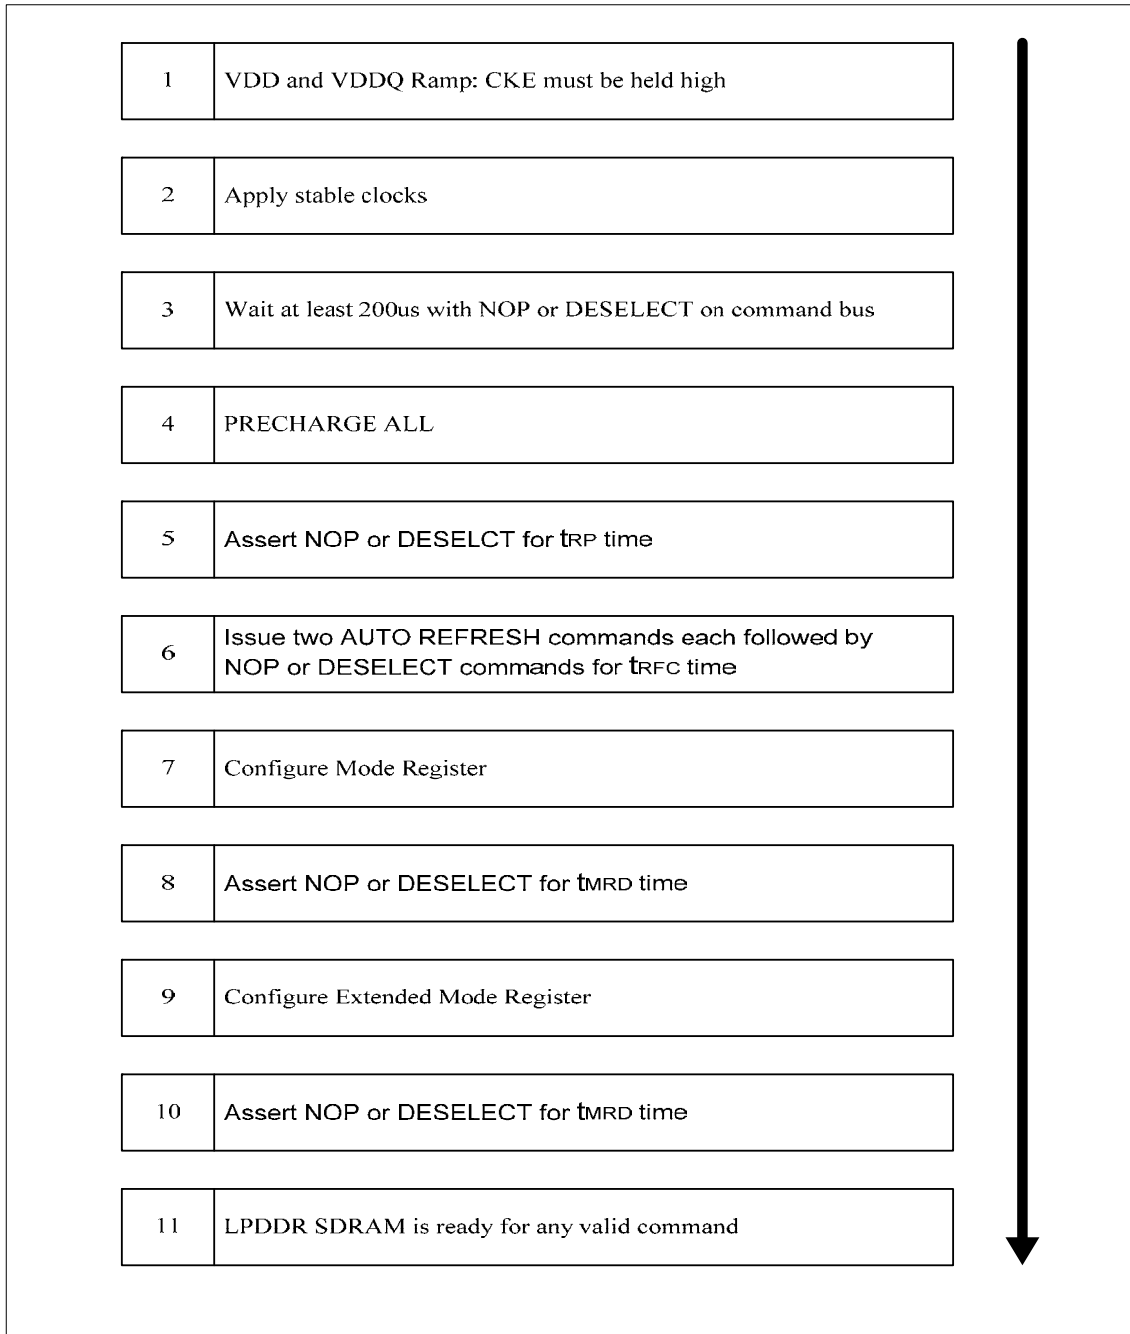 1 VDD and VDDQ Ramp: CKE must be held high
2 Apply stable clocks
3 Wait at least 200us with NOP or DESELECT on command bus
4 PRECHARGE ALL
5 Assert NOP or DESELCT for tRP time
6 Issue two AUTO REFRESH commands each followed by
NOP or DESELECT commands for tRFC time
7 Configure Mode Register
8 Assert NOP or DESELECT for tMRD time
9 Configure Extended Mode Register
10 Assert NOP or DESELECT for tMRD time
11 LPDDR SDRAM is ready for any valid command